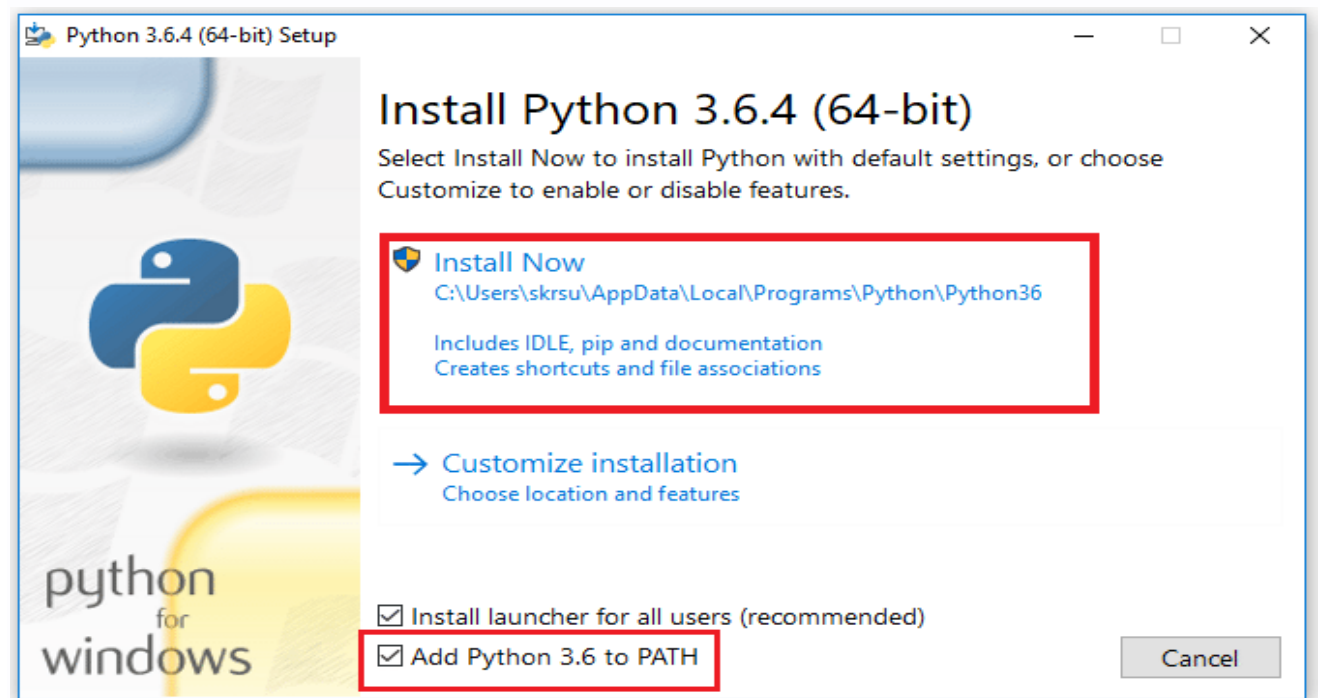 Python 3.6.4 (64-bit) Setup
Install Python 3.6.4 (64-bit)
Select Install Now to install Python with default settings, or choose
Customize to enable or disable features.
Install Now
C:\Users\skrsu\AppData\Local\Programs\Python\Python36
Includes IDLE, pip and documentation
Creates shortcuts and file associations
Customize installation
Choose location and features
python
for
windows
Install launcher for all users (recommended)
Add Python 3.6 to PATH
Cancel